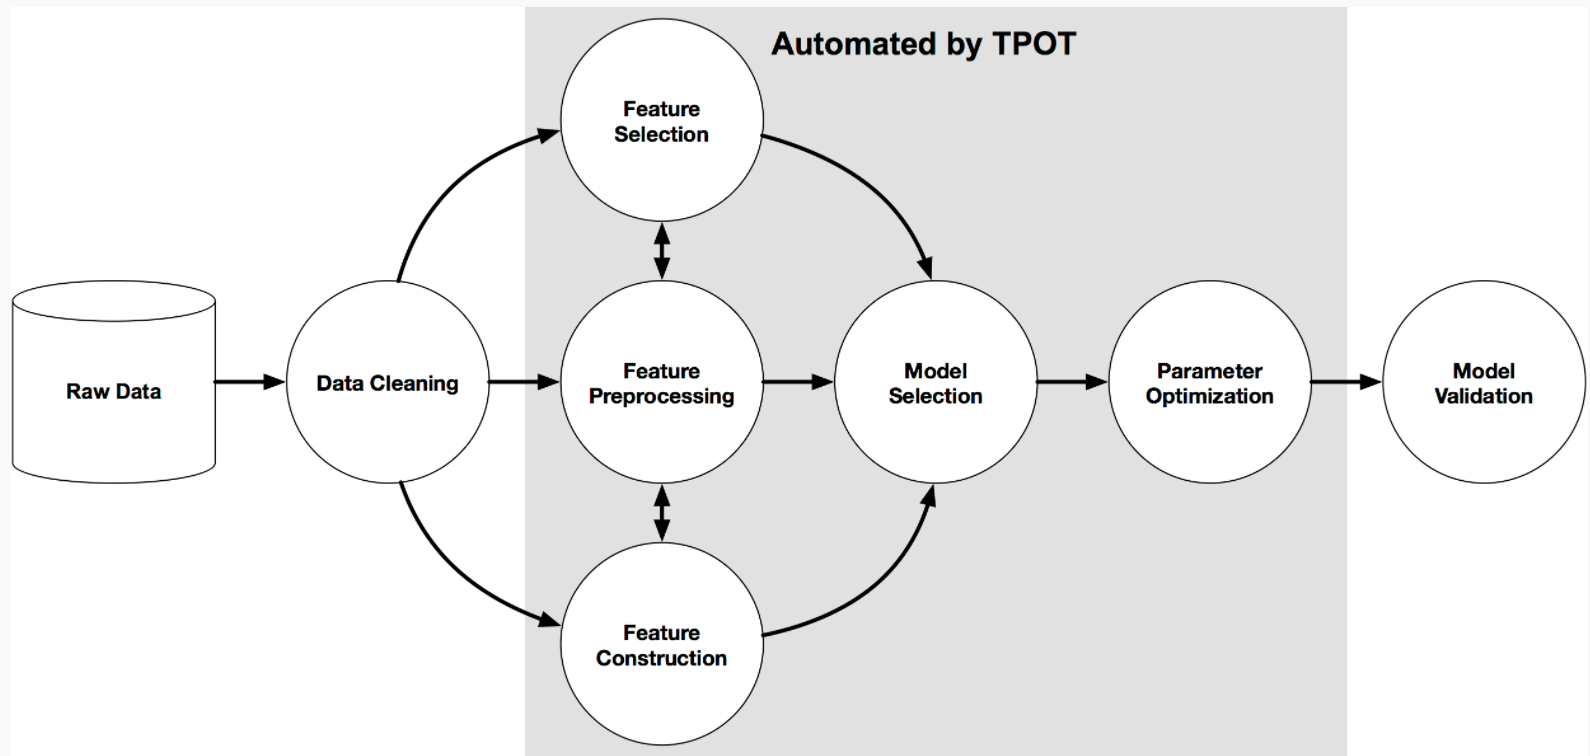 Automated by TPOT
Feature
Selection
Raw Data
Data Cleaning
Feature
Preprocessing
Model
Selection
Parameter
Optimization
Model
Validation
Feature
Construction